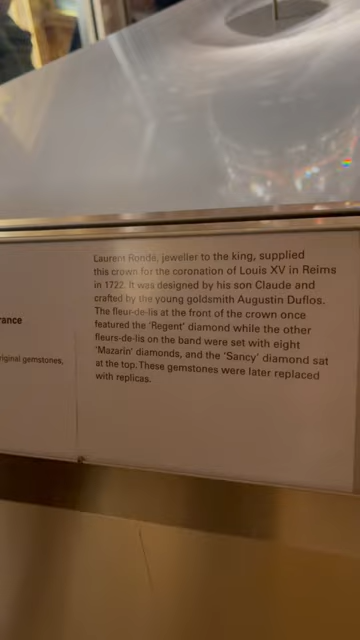 rance
riginal gemstones,
Laurent Rondé, jeweller to the king, supplied
this crown for the coronation of Louis XV in Reims
in 1722. It was designed by his son Claude and
crafted by the young goldsmith Augustin Duflos.
The fleur-de-lis at the front of the crown once
featured the ‘Regent’ diamond while the other
fleurs-de-lis on the band were set with eight
‘Mazarin’ diamonds, and the ‘Sancy’ diamond sat
at the top. These gemstones were later replaced
with replicas.